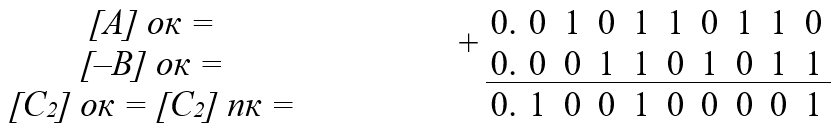 [A] ок = 0. 0 1 0 1 1 0 1 1 0
+
[–B] ок = 0. 0 0 1 1 0 1 0 1 1
[C2] ок = [C2] пк = 0. 1 0 0 1 0 0 0 0 1